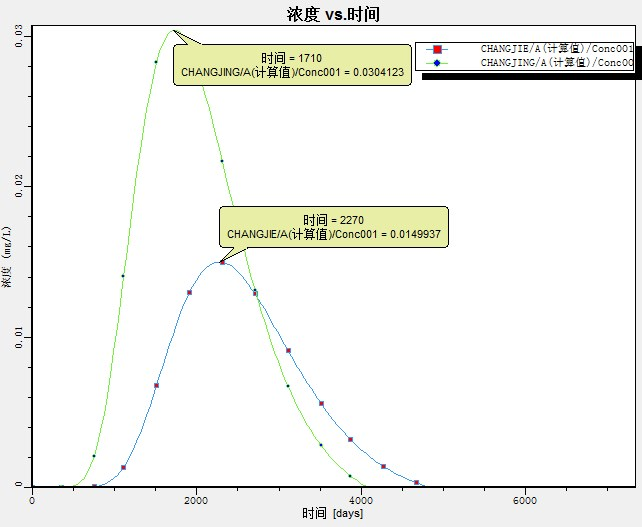 浓度 vs.时间
0.03
时间 = 1710
CHANGJING/A(计算值)/Conc001 = 0.0304123
CHANGJIE/A(计算值)/Conc001
CHANGJING/A(计算值)/Conc00
0.02
时间 = 2270
CHANGJIE/A(计算值)/Conc001 = 0.0149937
浓度 (mg/L)
0.01
0
0 2000 4000 6000
时间 [days]